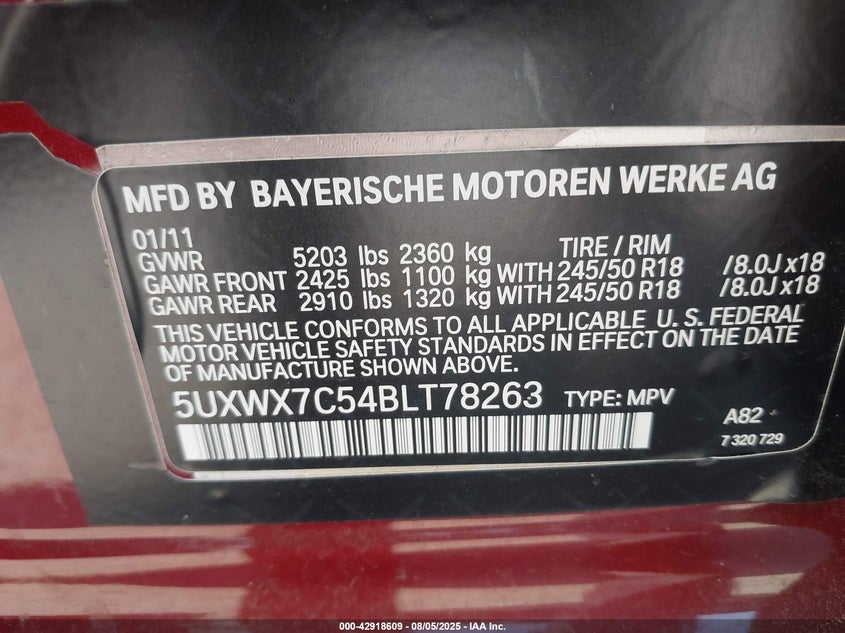 MFD BY BAYERISCHE MOTOREN WERKE AG
01/11
GVWR 5203 lbs 2360 kg TIRE / RIM
GAWR FRONT 2425 lbs 1100 kg WITH 245/50 R18 /8.0J x18
GAWR REAR 2910 lbs 1320 kg WITH 245/50 R18 /8.0J x18
THIS VEHICLE CONFORMS TO ALL APPLICABLE U. S. FEDERAL
MOTOR VEHICLE SAFETY STANDARDS IN EFFECT ON THE DATE
OF MANUFACTURE SHOWN ABOVE.
5UXWX7C54BLT78263 TYPE: MPV
A82
7 320 729
000-42918609 - 08/05/2025 - IAA Inc.